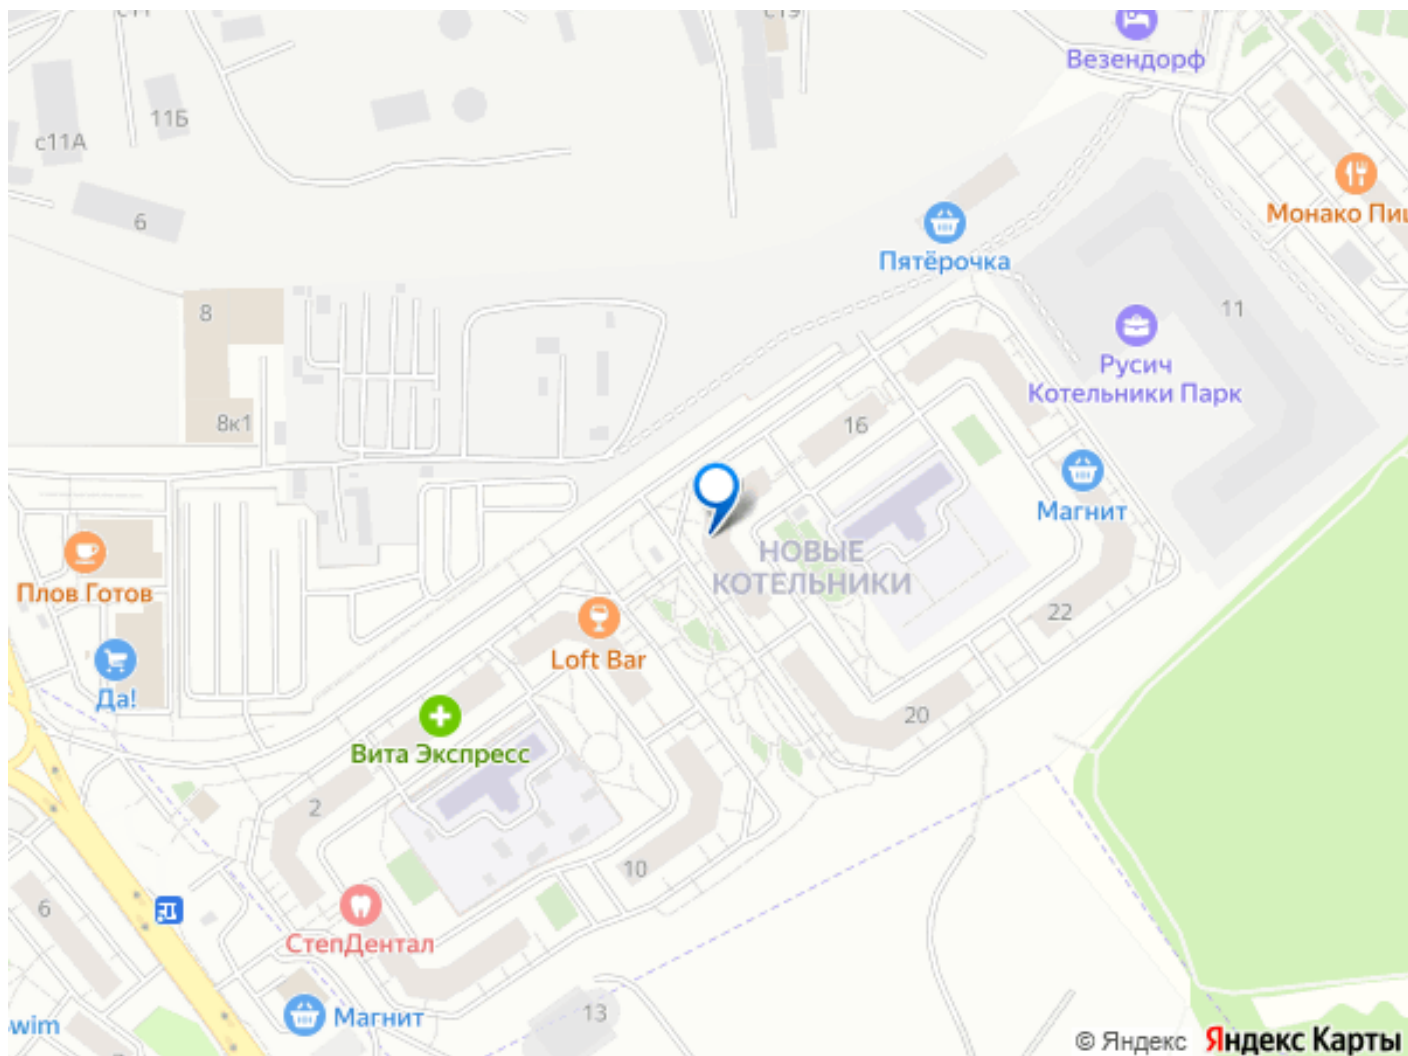 Везендорф
11Б
с11А
Монако Пиц
6
Пятёрочка
8
11
Русич
Котельники Парк
8к1
16
Магнит
НОВЫЕ
КОТЕЛЬНИКИ
Плов Готов
22
Loft Bar
Да!
20
Вита Экспресс
2
10
6
СтепДентал
13
Магнит
wim
© Яндекс Яндекс Карты